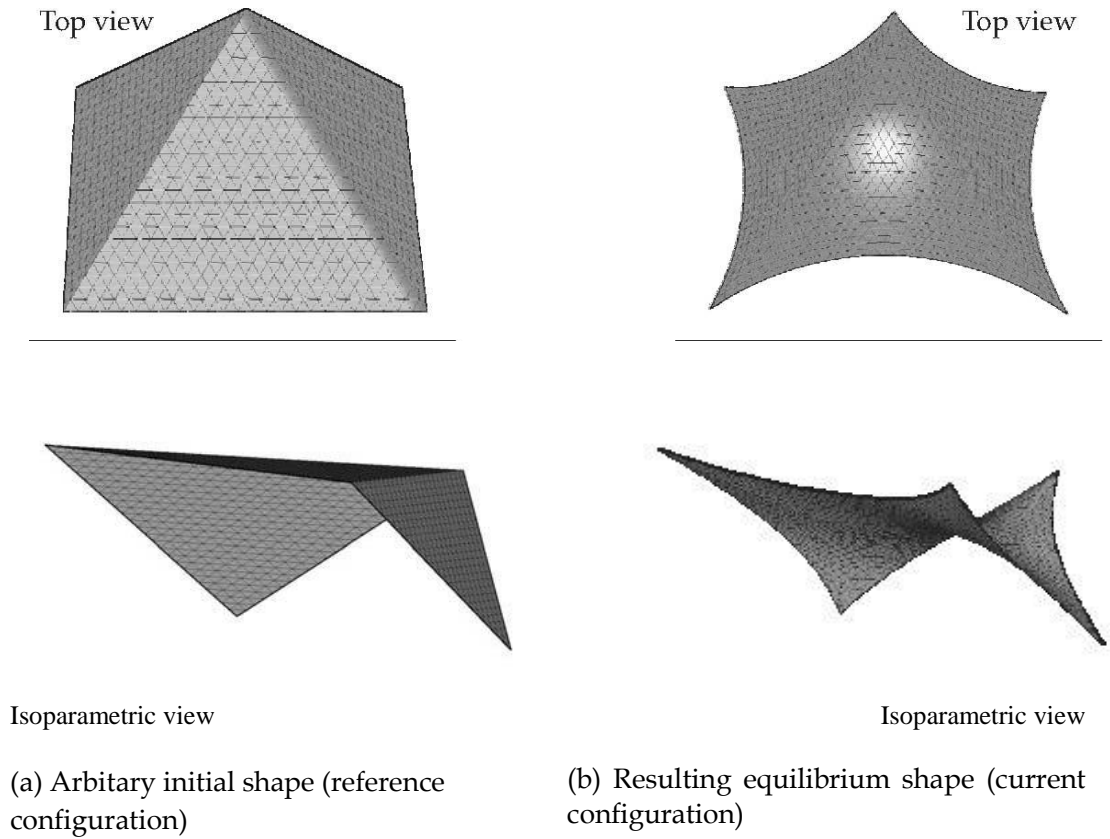 Top view
Top view
Isoparametric view
Isoparametric view
(a) Arbitary initial shape (reference
configuration)
(b) Resulting equilibrium shape (current
configuration)